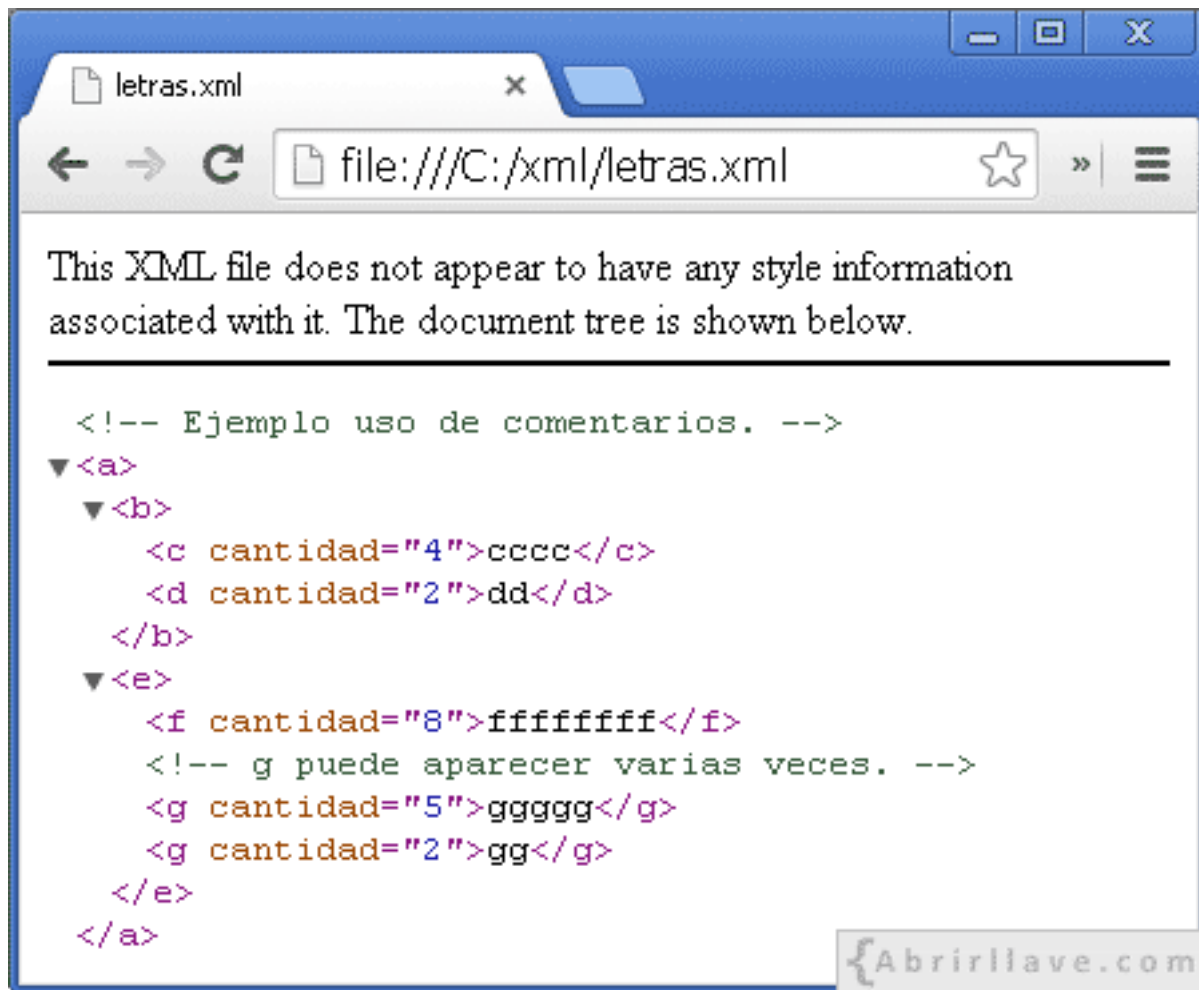 letras.xml
file:///C:/xml/letras.xml
This XML file does not appear to have any style information
associated with it. The document tree is shown below.
<!-- Ejemplo uso de comentarios. -->
▼<a>
▼<b>
<c cantidad="4">cccc</c>
<d cantidad="2">dd</d>
</b>
▼<e>
<f cantidad="8">ffffffff</f>
<!-- g puede aparecer varias veces. -->
<g cantidad="5">ggggg</g>
<g cantidad="2">gg</g>
</e>
</a>
{Abrirllave.com